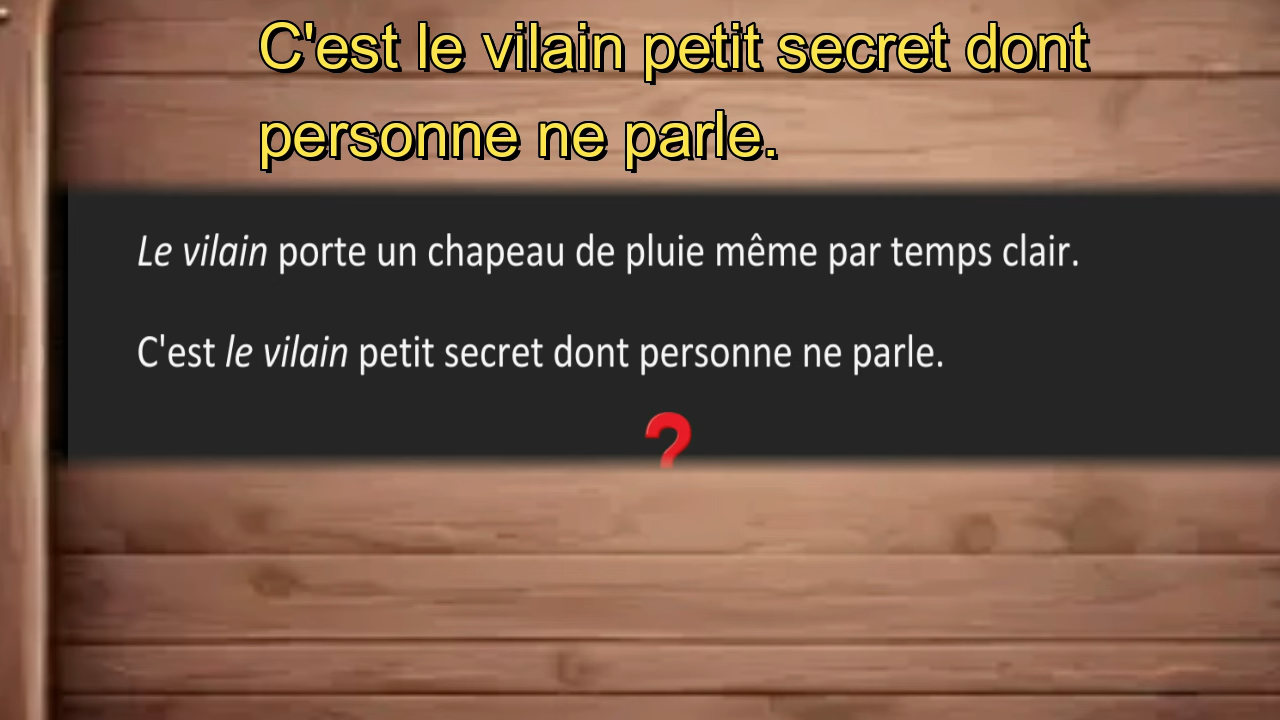 C'est le vilain petit secret dont
personne ne parle.
Le vilain porte un chapeau de pluie même par temps clair.
C'est le vilain petit secret dont personne ne parle.
?